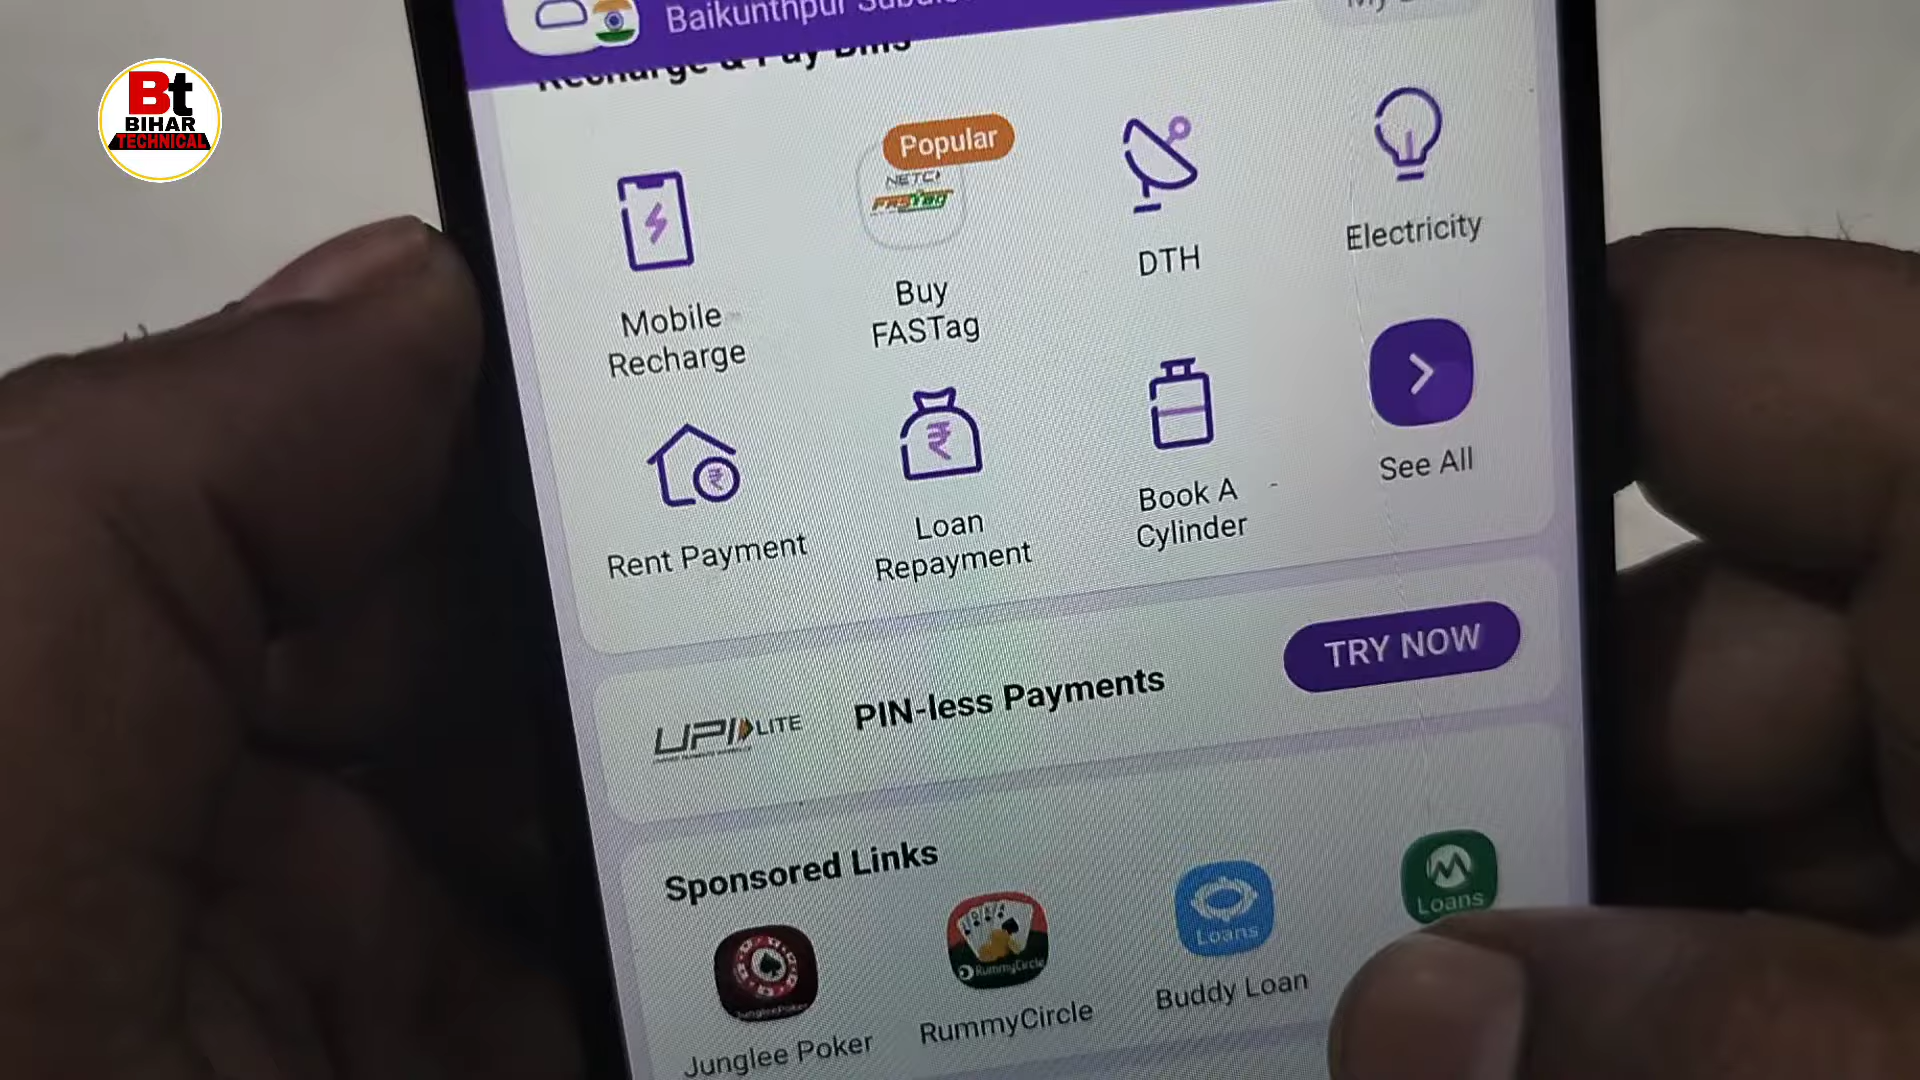 Baikunthpur
Recharge & Pay Bills
Bt
BIHAR
TECHNICAL
Popular
NETC
FASTag
Mobile
Recharge
Buy
FASTag
DTH
Electricity
Rent Payment
Loan
Repayment
Book A
Cylinder
See All
UPI LITE
PIN-less Payments
TRY NOW
Sponsored Links
JungleePoker
RummyCircle
Loans
Loans
Junglee Poker
RummyCircle
Buddy Loan